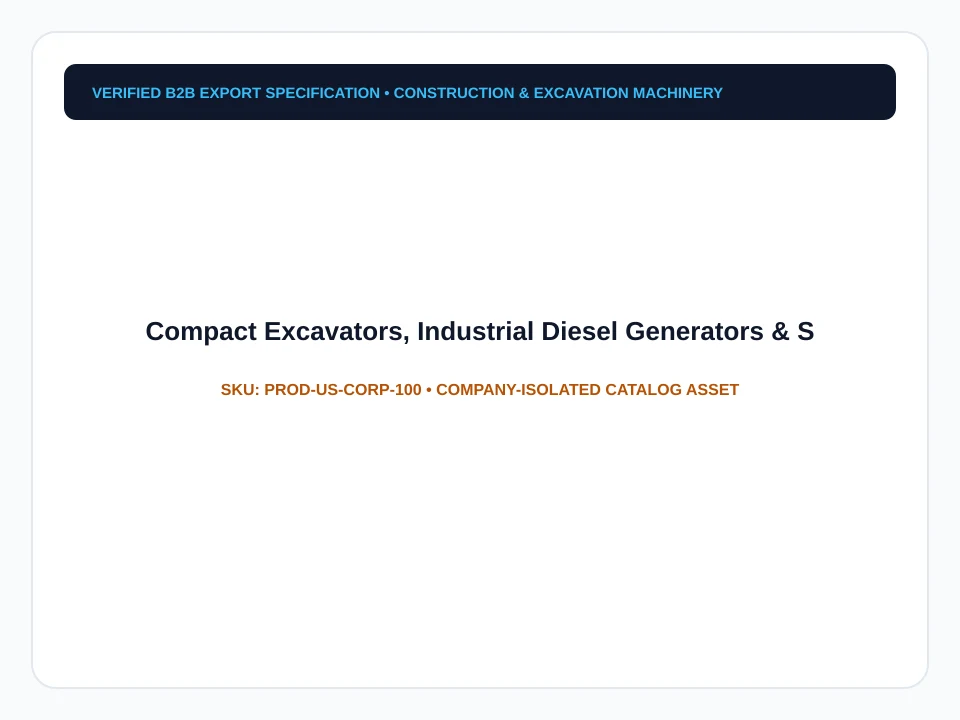 VERIFIED B2B EXPORT SPECIFICATION • CONSTRUCTION & EXCAVATION MACHINERY
Compact Excavators, Industrial Diesel Generators & S
SKU: PROD-US-CORP-100 • COMPANY-ISOLATED CATALOG ASSET